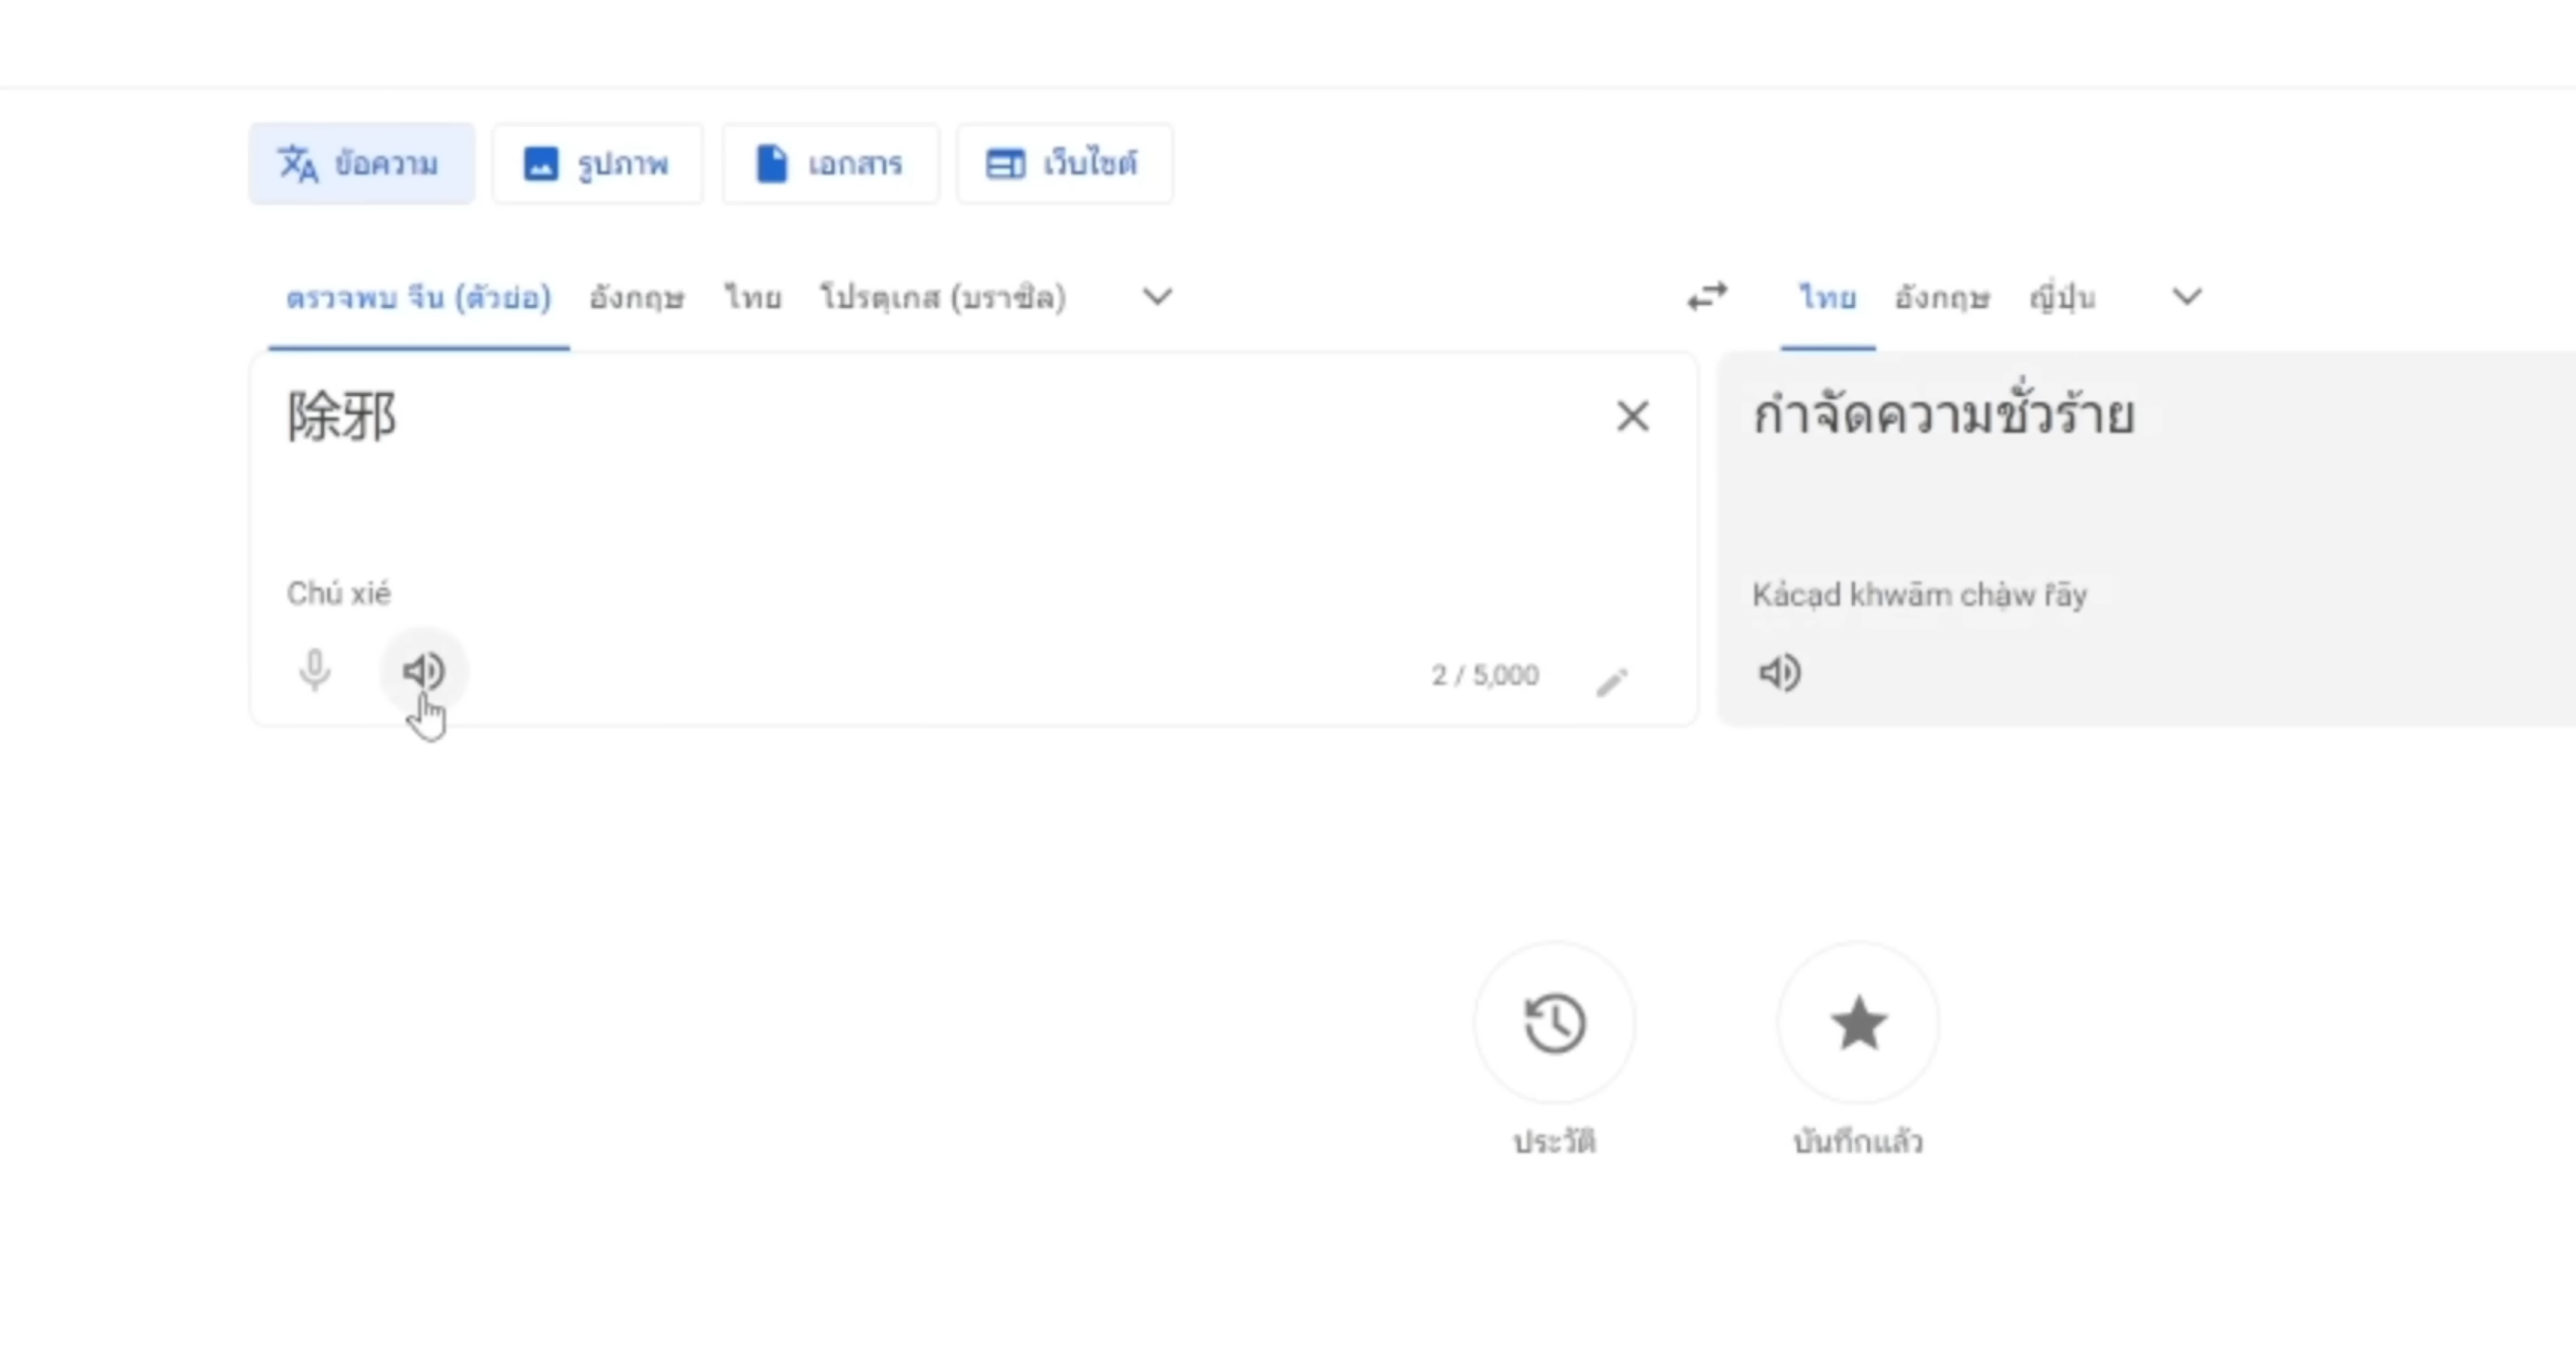 ข้อความ รูปภาพ เอกสาร เว็บไซต์
ตรวจพบ จีน (ตัวย่อ) อังกฤษ ไทย โปรตุเกส (บราซิล) ไทย อังกฤษ ญี่ปุ่น
除邪
กำจัดความชั่วร้าย
Chú xié
Kảcạd khwām chạ̀w r̂āy
2 / 5,000
ประวัติ บันทึกแล้ว